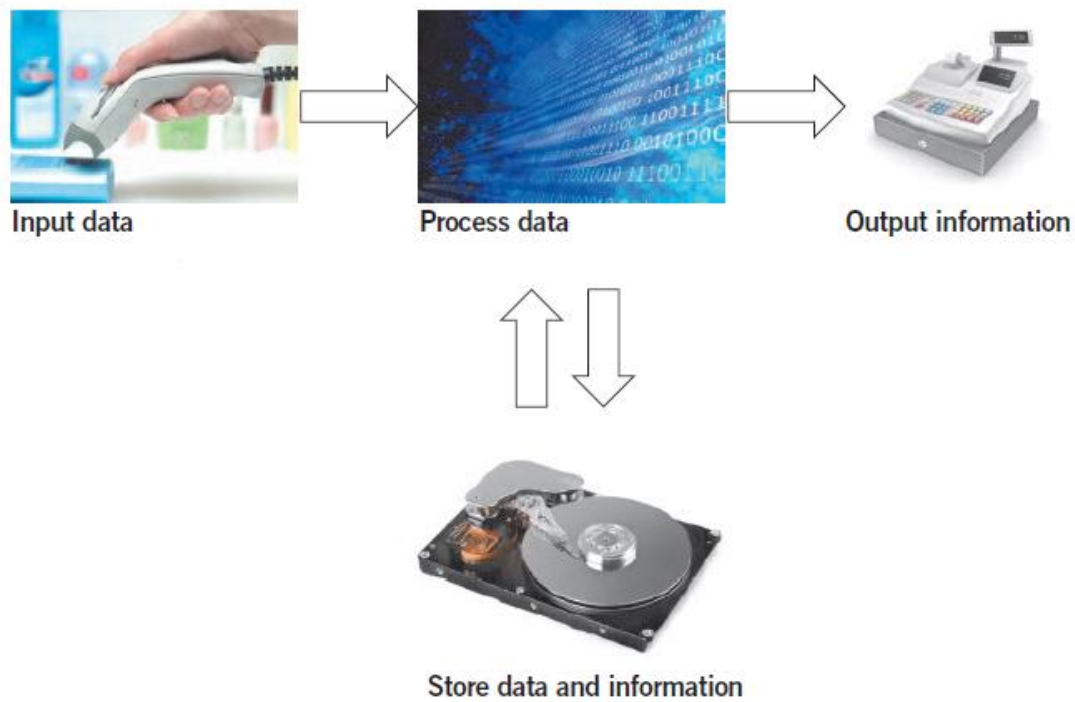 Input data
Process data
Output information
Store data and information